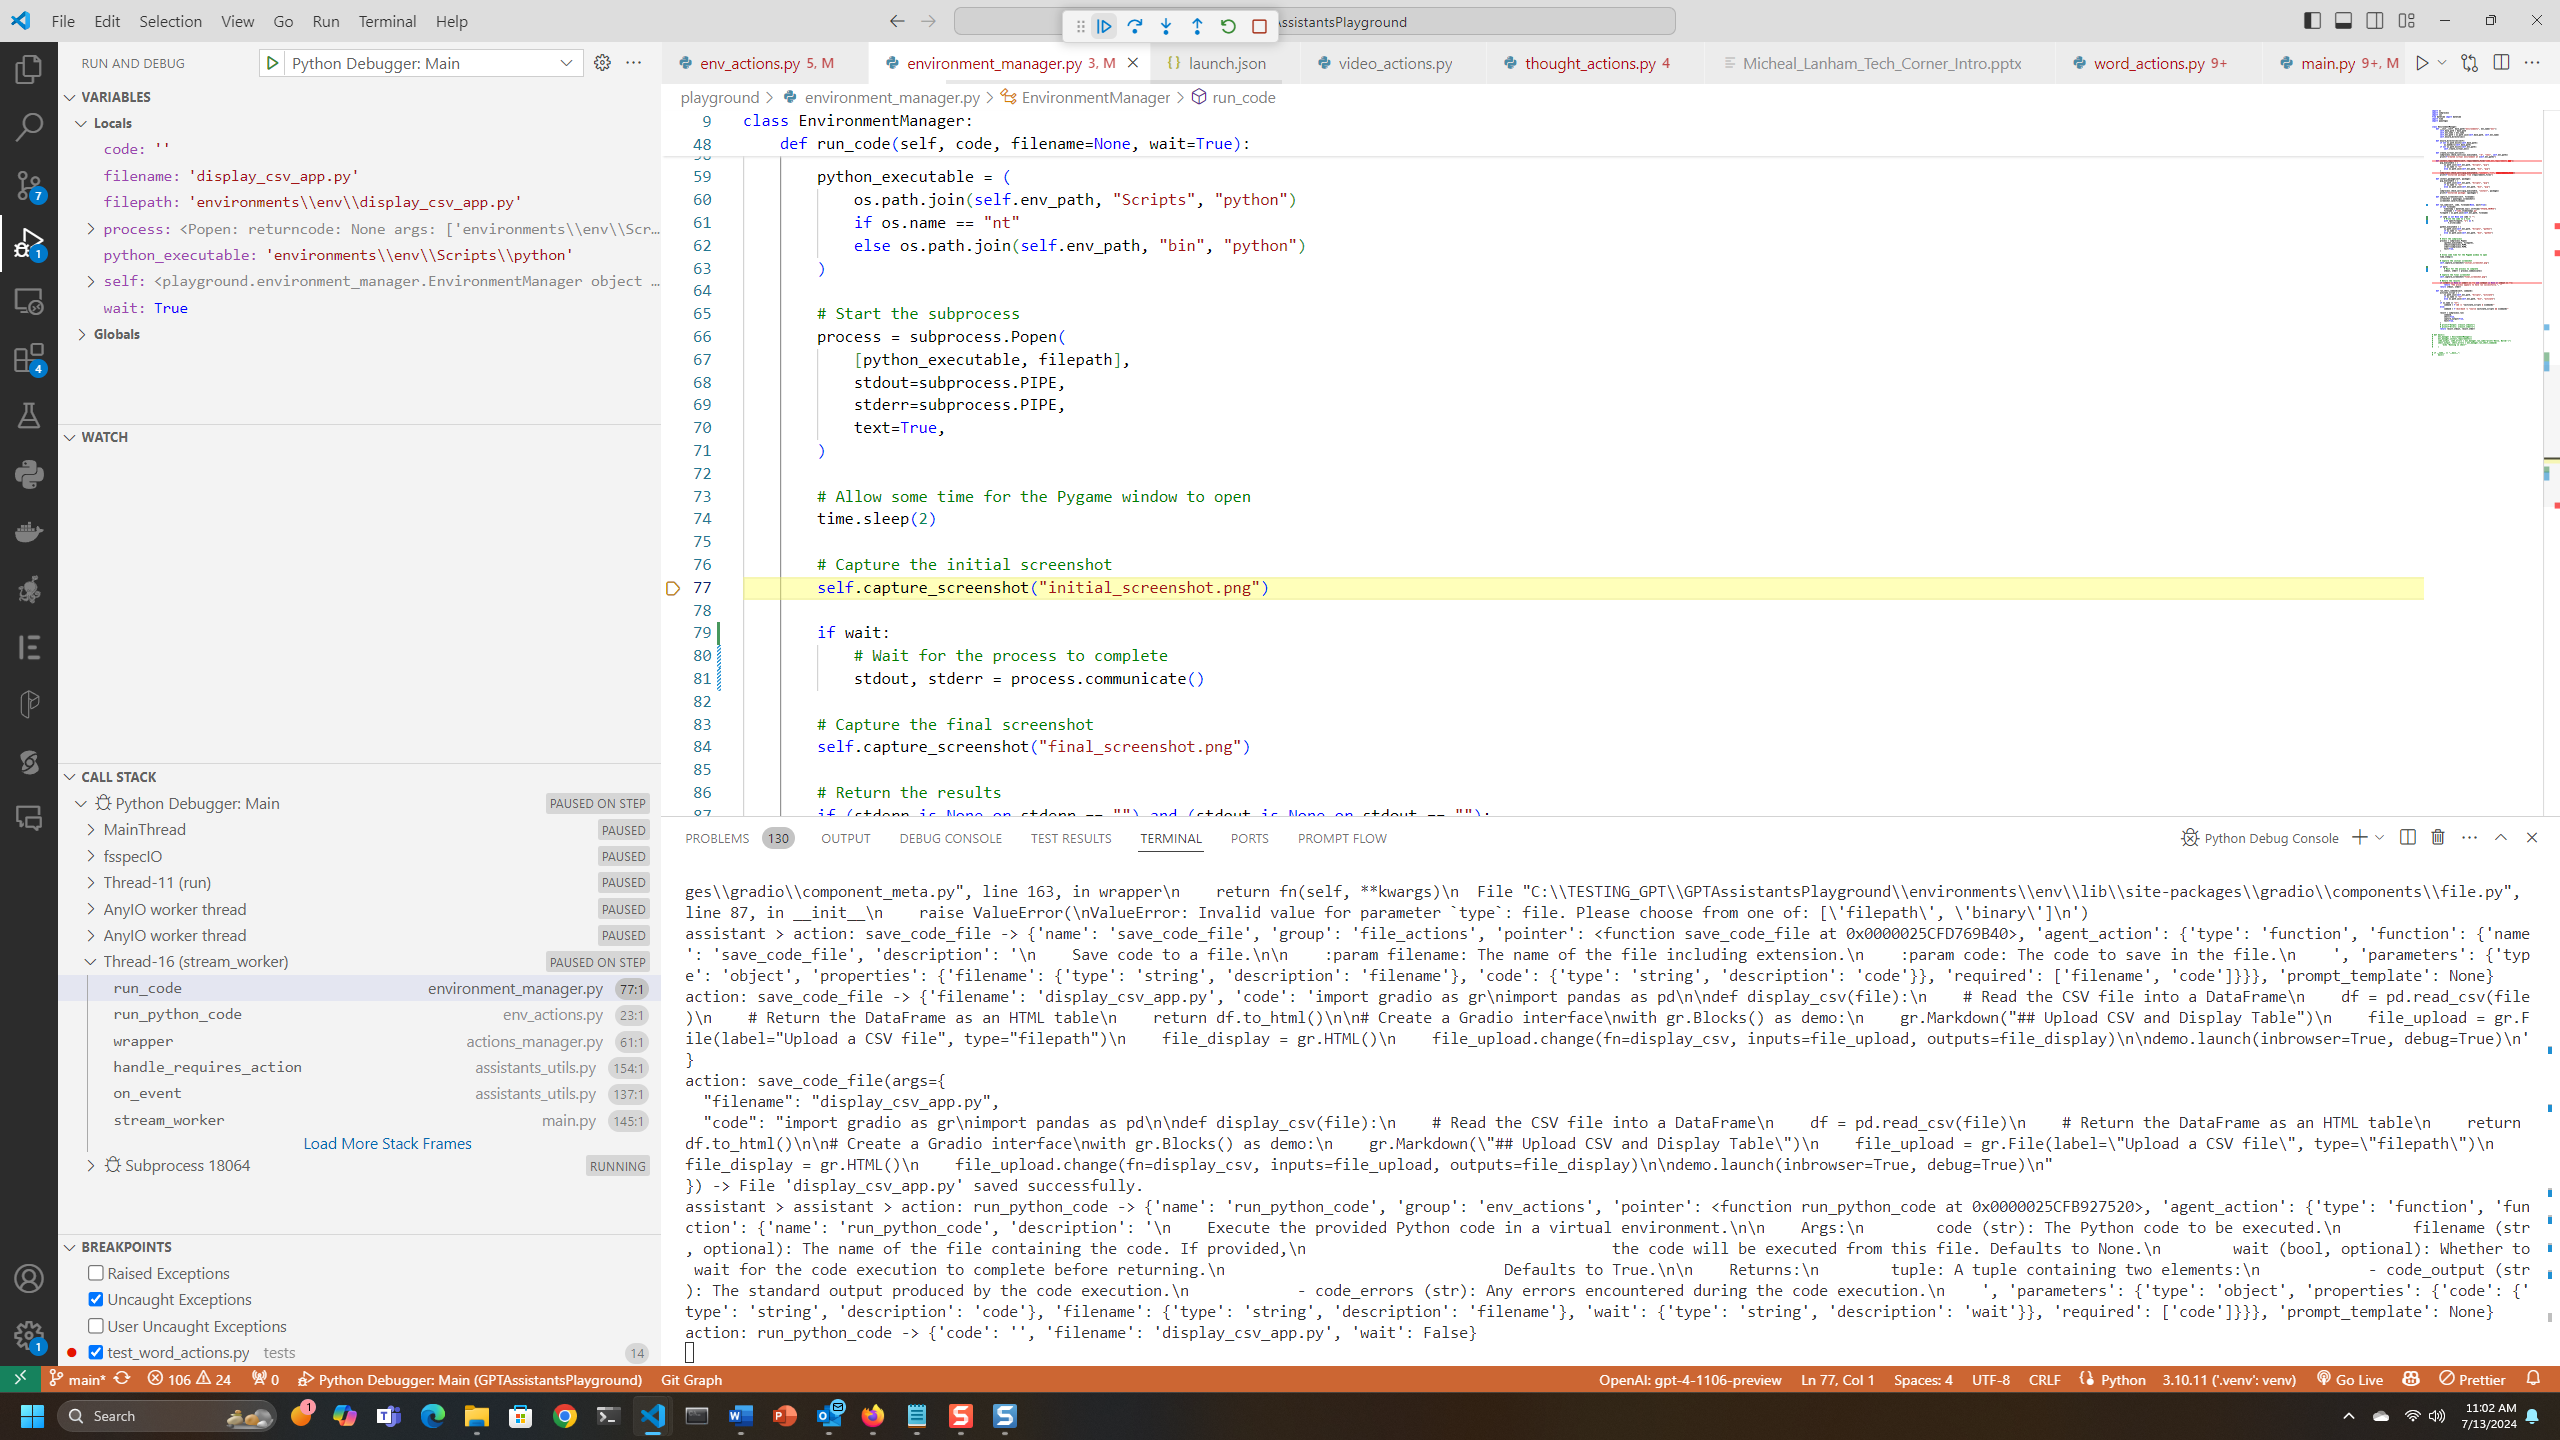 File Edit Selection View Go Run Terminal Help
ssistantsPlayground
RUN AND DEBUG
Python Debugger: Main
env_actions.py 5, M
environment_manager.py 3, M
launch.json
video_actions.py
thought_actions.py 4
Micheal_Lanham_Tech_Corner_Intro.pptx
word_actions.py 9+
main.py 9+, M
playground > environment_manager.py > EnvironmentManager > run_code
VARIABLES
Locals
code: ''
filename: 'display_csv_app.py'
filepath: 'environments\\env\\display_csv_app.py'
process: <Popen: returncode: None args: ['environments\\env\\Scr...
python_executable: 'environments\\env\\Scripts\\python'
self: <playground.environment_manager.EnvironmentManager object ...
wait: True
Globals
WATCH
CALL STACK
Python Debugger: Main PAUSED ON STEP
MainThread PAUSED
fsspecIO PAUSED
Thread-11 (run) PAUSED
AnyIO worker thread PAUSED
AnyIO worker thread PAUSED
Thread-16 (stream_worker) PAUSED ON STEP
run_code environment_manager.py 77:1
run_python_code env_actions.py 23:1
wrapper actions_manager.py 61:1
handle_requires_action assistants_utils.py 154:1
on_event assistants_utils.py 137:1
stream_worker main.py 145:1
Load More Stack Frames
Subprocess 18064 RUNNING
BREAKPOINTS
Raised Exceptions
Uncaught Exceptions
User Uncaught Exceptions
test_word_actions.py tests 14
9 class EnvironmentManager:
48 def run_code(self, code, filename=None, wait=True):
59 python_executable = (
60 os.path.join(self.env_path, "Scripts", "python")
61 if os.name == "nt"
62 else os.path.join(self.env_path, "bin", "python")
63 )
64
65 # Start the subprocess
66 process = subprocess.Popen(
67 [python_executable, filepath],
68 stdout=subprocess.PIPE,
69 stderr=subprocess.PIPE,
70 text=True,
71 )
72
73 # Allow some time for the Pygame window to open
74 time.sleep(2)
75
76 # Capture the initial screenshot
77 self.capture_screenshot("initial_screenshot.png")
78
79 if wait:
80 # Wait for the process to complete
81 stdout, stderr = process.communicate()
82
83 # Capture the final screenshot
84 self.capture_screenshot("final_screenshot.png")
85
86 # Return the results
87 if (stderr is None or stderr == "") and (stdout is None or stdout == ""):
PROBLEMS 130 OUTPUT DEBUG CONSOLE TEST RESULTS TERMINAL PORTS PROMPT FLOW
Python Debug Console
ges\\gradio\\component_meta.py", line 163, in wrapper\n    return fn(self, **kwargs)\n  File "C:\\TESTING_GPT\\GPTAssistantsPlayground\\environments\\env\\lib\\site-packages\\gradio\\components\\file.py",
line 87, in __init__\n    raise ValueError(\nValueError: Invalid value for parameter `type`: file. Please choose from one of: [\'filepath\', \'binary\']\n')
assistant > action: save_code_file -> {'name': 'save_code_file', 'group': 'file_actions', 'pointer': <function save_code_file at 0x0000025CFD769B40>, 'agent_action': {'type': 'function', 'function': {'name
': 'save_code_file', 'description': '\n    Save code to a file.\n\n    :param filename: The name of the file including extension.\n    :param code: The code to save in the file.\n    ', 'parameters': {'typ
e': 'object', 'properties': {'filename': {'type': 'string', 'description': 'filename'}, 'code': {'type': 'string', 'description': 'code'}}, 'required': ['filename', 'code']}}}, 'prompt_template': None}
action: save_code_file -> {'filename': 'display_csv_app.py', 'code': 'import gradio as gr\nimport pandas as pd\n\ndef display_csv(file):\n    # Read the CSV file into a DataFrame\n    df = pd.read_csv(file
)\n    # Return the DataFrame as an HTML table\n    return df.to_html()\n\n# Create a Gradio interface\nwith gr.Blocks() as demo:\n    gr.Markdown("## Upload CSV and Display Table")\n    file_upload = gr.F
ile(label="Upload a CSV file", type="filepath")\n    file_display = gr.HTML()\n    file_upload.change(fn=display_csv, inputs=file_upload, outputs=file_display)\n\ndemo.launch(inbrowser=True, debug=True)\n'
}
action: save_code_file(args={
"filename": "display_csv_app.py",
"code": "import gradio as gr\nimport pandas as pd\n\ndef display_csv(file):\n    # Read the CSV file into a DataFrame\n    df = pd.read_csv(file)\n    # Return the DataFrame as an HTML table\n    return
df.to_html()\n\n# Create a Gradio interface\nwith gr.Blocks() as demo:\n    gr.Markdown(\"## Upload CSV and Display Table\")\n    file_upload = gr.File(label=\"Upload a CSV file\", type=\"filepath\")\n
file_display = gr.HTML()\n    file_upload.change(fn=display_csv, inputs=file_upload, outputs=file_display)\n\ndemo.launch(inbrowser=True, debug=True)\n"
}) -> File 'display_csv_app.py' saved successfully.
assistant > assistant > action: run_python_code -> {'name': 'run_python_code', 'group': 'env_actions', 'pointer': <function run_python_code at 0x0000025CFB927520>, 'agent_action': {'type': 'function', 'fun
ction': {'name': 'run_python_code', 'description': '\n    Execute the provided Python code in a virtual environment.\n\n    Args:\n        code (str): The Python code to be executed.\n        filename (str
, optional): The name of the file containing the code. If provided,\n                                  the code will be executed from this file. Defaults to None.\n        wait (bool, optional): Whether to
wait for the code execution to complete before returning.\n                               Defaults to True.\n\n    Returns:\n        tuple: A tuple containing two elements:\n            - code_output (str
): The standard output produced by the code execution.\n            - code_errors (str): Any errors encountered during the code execution.\n    ', 'parameters': {'type': 'object', 'properties': {'code': {'
type': 'string', 'description': 'code'}, 'filename': {'type': 'string', 'description': 'filename'}, 'wait': {'type': 'string', 'description': 'wait'}}, 'required': ['code']}}}, 'prompt_template': None}
action: run_python_code -> {'code': '', 'filename': 'display_csv_app.py', 'wait': False}
main* 106 24 0 Python Debugger: Main (GPTAssistantsPlayground) Git Graph
OpenAI: gpt-4-1106-preview Ln 77, Col 1 Spaces: 4 UTF-8 CRLF Python 3.10.11 ('.venv': venv) Go Live Prettier
Search
11:02 AM
7/13/2024